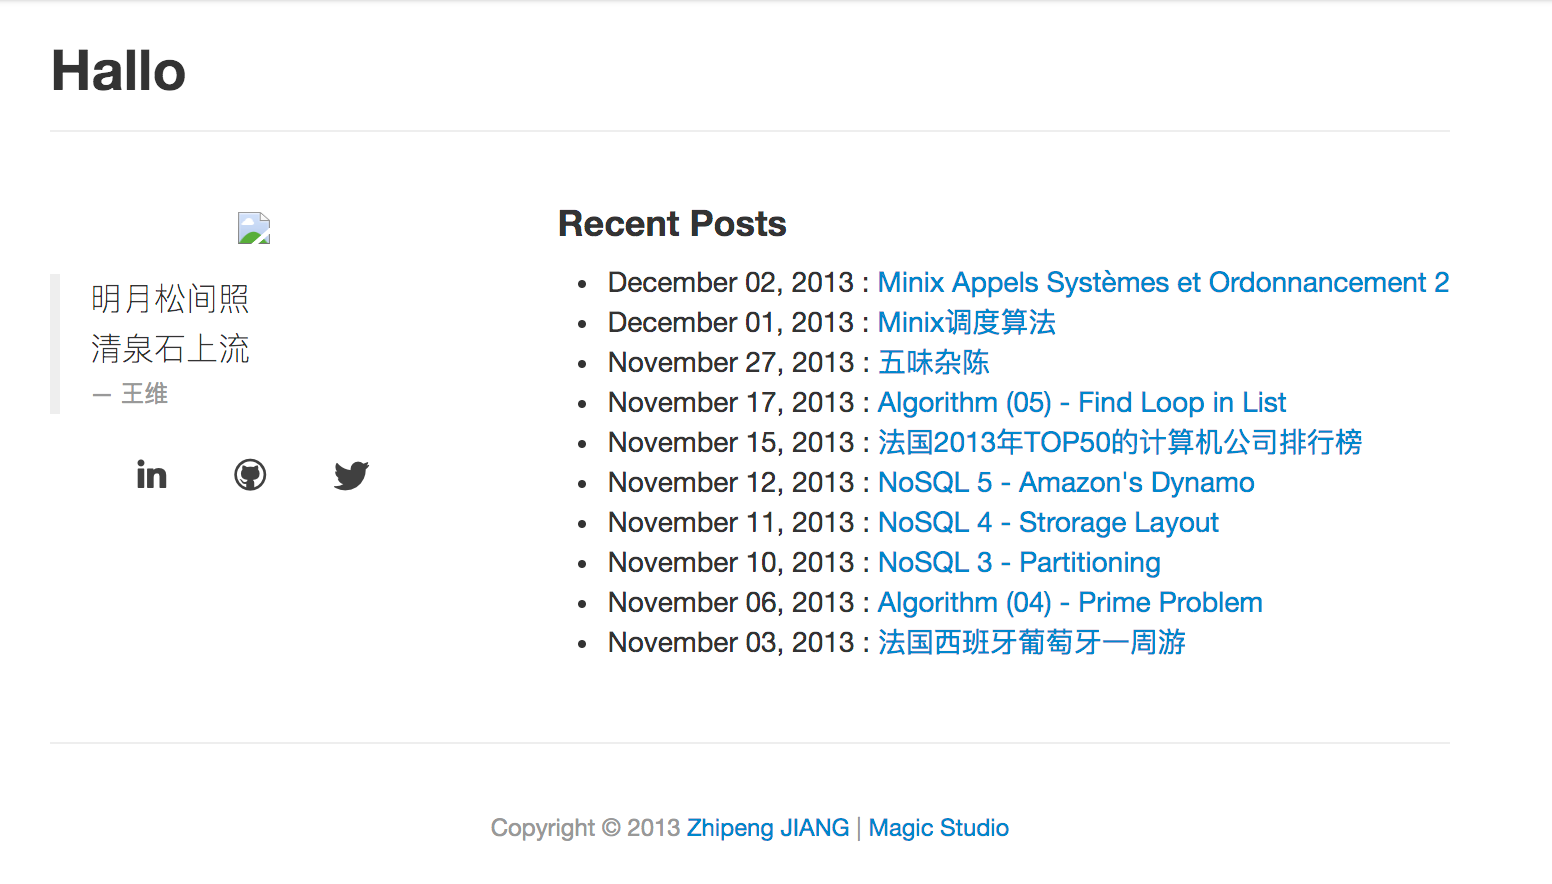 Hallo
明月松间照
清泉石上流
— 王维
Recent Posts
December 02, 2013 : Minix Appels Systèmes et Ordonnancement 2
December 01, 2013 : Minix调度算法
November 27, 2013 : 五味杂陈
November 17, 2013 : Algorithm (05) - Find Loop in List
November 15, 2013 : 法国2013年TOP50的计算机公司排行榜
November 12, 2013 : NoSQL 5 - Amazon's Dynamo
November 11, 2013 : NoSQL 4 - Strorage Layout
November 10, 2013 : NoSQL 3 - Partitioning
November 06, 2013 : Algorithm (04) - Prime Problem
November 03, 2013 : 法国西班牙葡萄牙一周游
Copyright © 2013 Zhipeng JIANG | Magic Studio